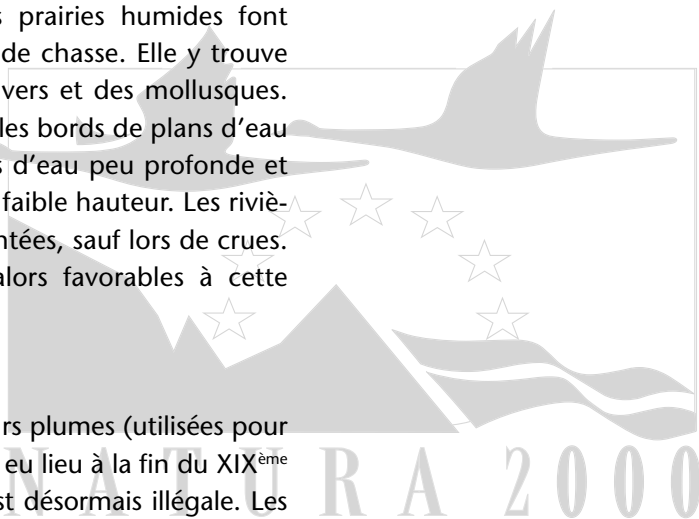 s prairies humides font
de chasse. Elle y trouve
vers et des mollusques.
les bords de plans d'eau
s d'eau peu profonde et
faible hauteur. Les riviè-
ntées, sauf lors de crues.
alors favorables à cette
rs plumes (utilisées pour
eu lieu à la fin du XIXème
st désormais illégale. Les
NATURA 2000